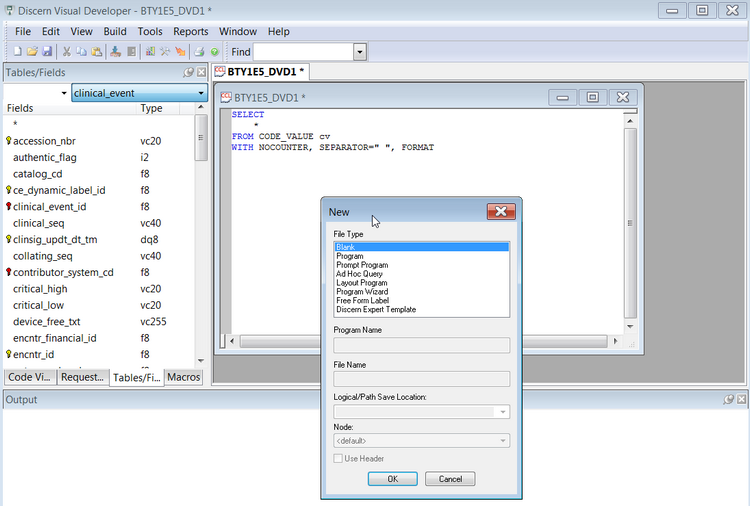 Discern Visual Developer - BTY1E5_DVD1 *
File Edit View Build Tools Reports Window Help
Find
Tables/Fields
BTY1E5_DVD1 *
clinical_event
Fields Type
*
accession_nbr vc20
authentic_flag i2
catalog_cd f8
ce_dynamic_label_id f8
clinical_event_id f8
clinical_seq vc40
clinsig_updt_dt_tm dq8
collating_seq vc40
contributor_system_cd f8
critical_high vc20
critical_low vc20
device_free_txt vc255
encntr_financial_id f8
encntr_id f8
Code Vi... Request... Tables/Fi... Macros
BTY1E5_DVD1 *
SELECT
*
FROM CODE_VALUE cv
WITH NOCOUNTER, SEPARATOR=" ", FORMAT
New
File Type
Blank
Program
Prompt Program
Ad Hoc Query
Layout Program
Program Wizard
Free Form Label
Discern Expert Template
Program Name
File Name
Logical/Path Save Location:
Node:
<default>
Use Header
OK Cancel
Output